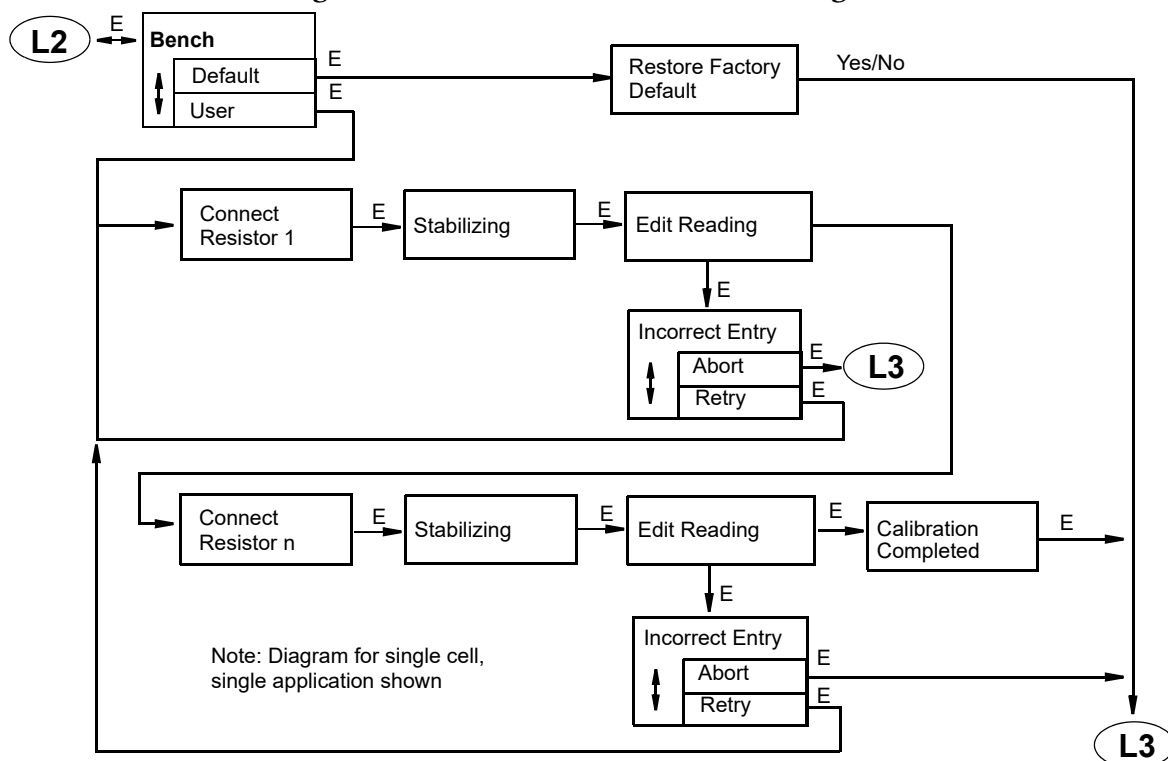 L2
E
Bench
Default
E
User
E
Restore Factory
Default
Yes/No
Connect
Resistor 1
E
Stabilizing
E
Edit Reading
E
Incorrect Entry
Abort
E
L3
Retry
E
Connect
Resistor n
E
Stabilizing
E
Edit Reading
E
Calibration
Completed
E
E
Incorrect Entry
Abort
E
Retry
E
Note: Diagram for single cell,
single application shown
L3